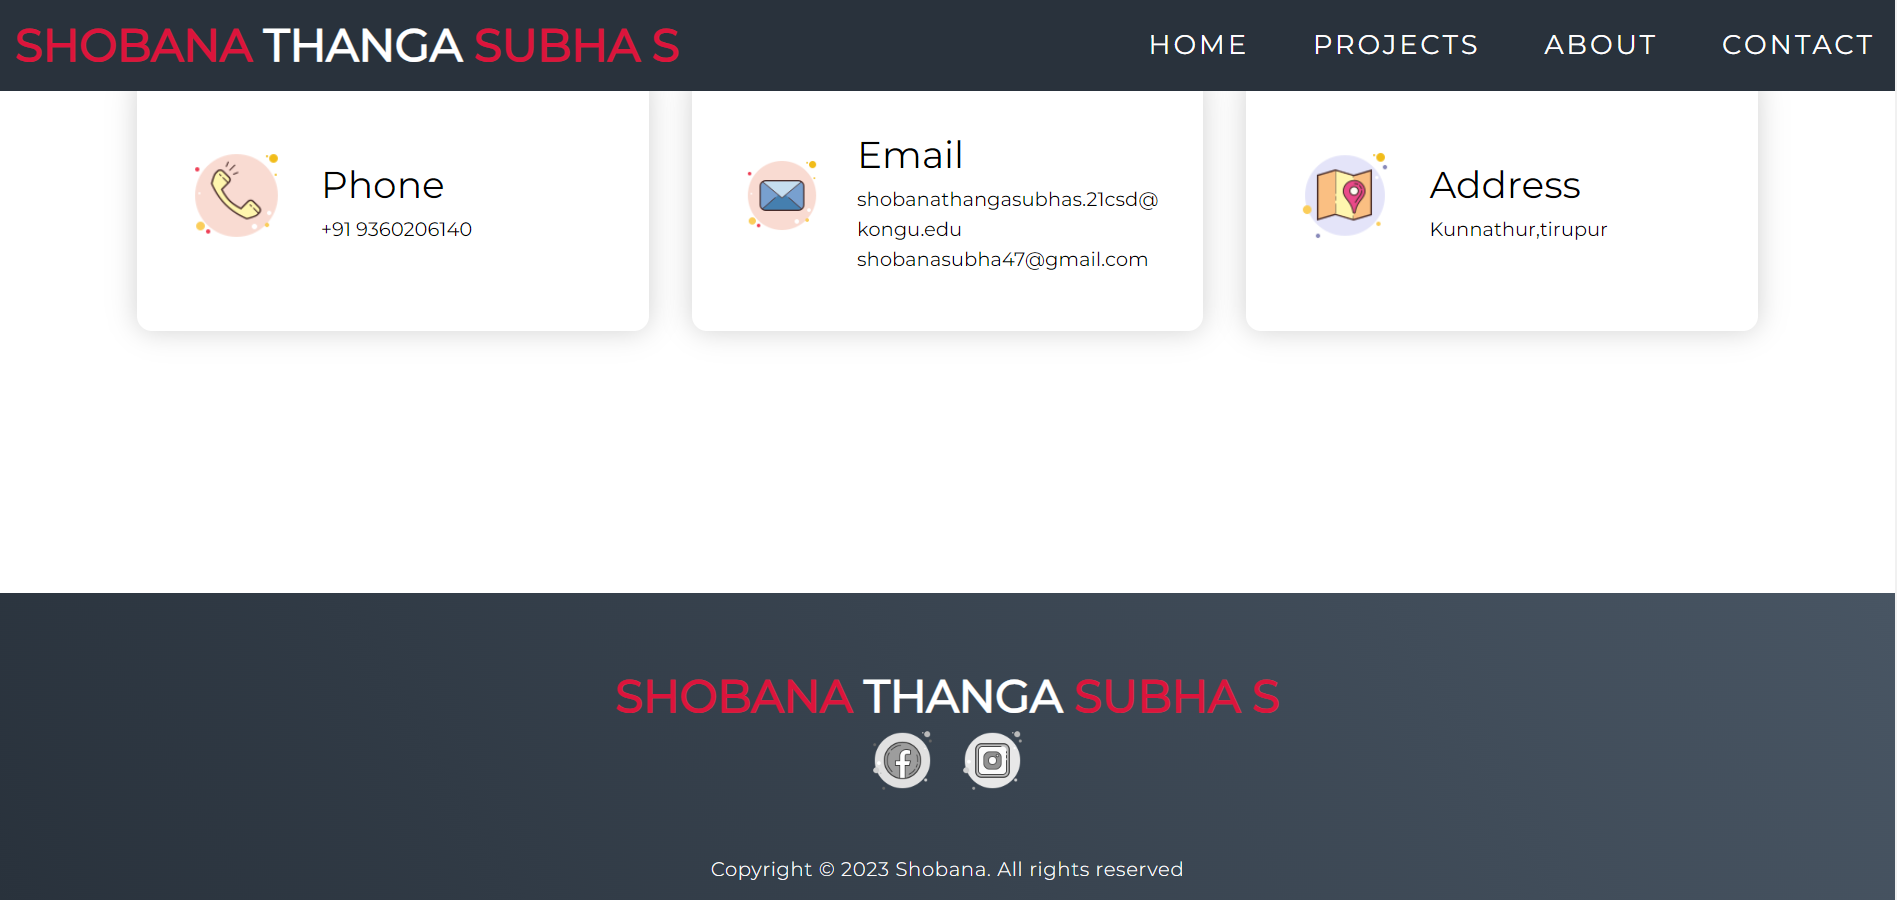 SHOBANA THANGA SUBHA S
HOME PROJECTS ABOUT CONTACT
Phone
+91 9360206140
Email
shobanathangasubhas.21csd@
kongu.edu
shobanasubha47@gmail.com
Address
Kunnathur,tirupur
SHOBANA THANGA SUBHA S
Copyright © 2023 Shobana. All rights reserved